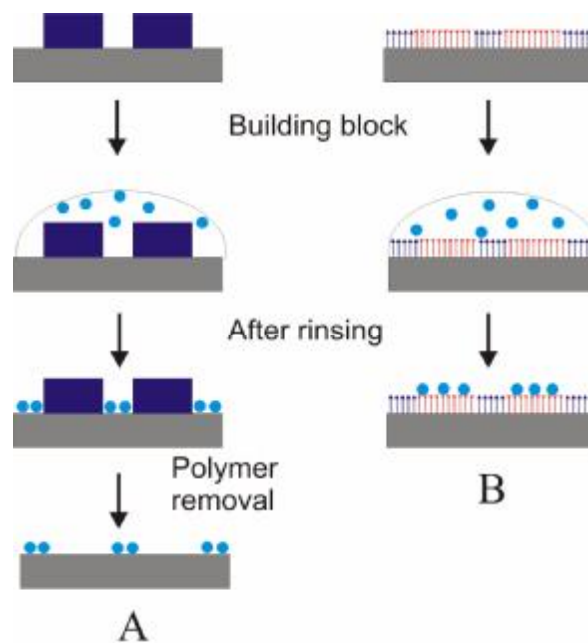 Building block
After rinsing
Polymer
removal
B
A